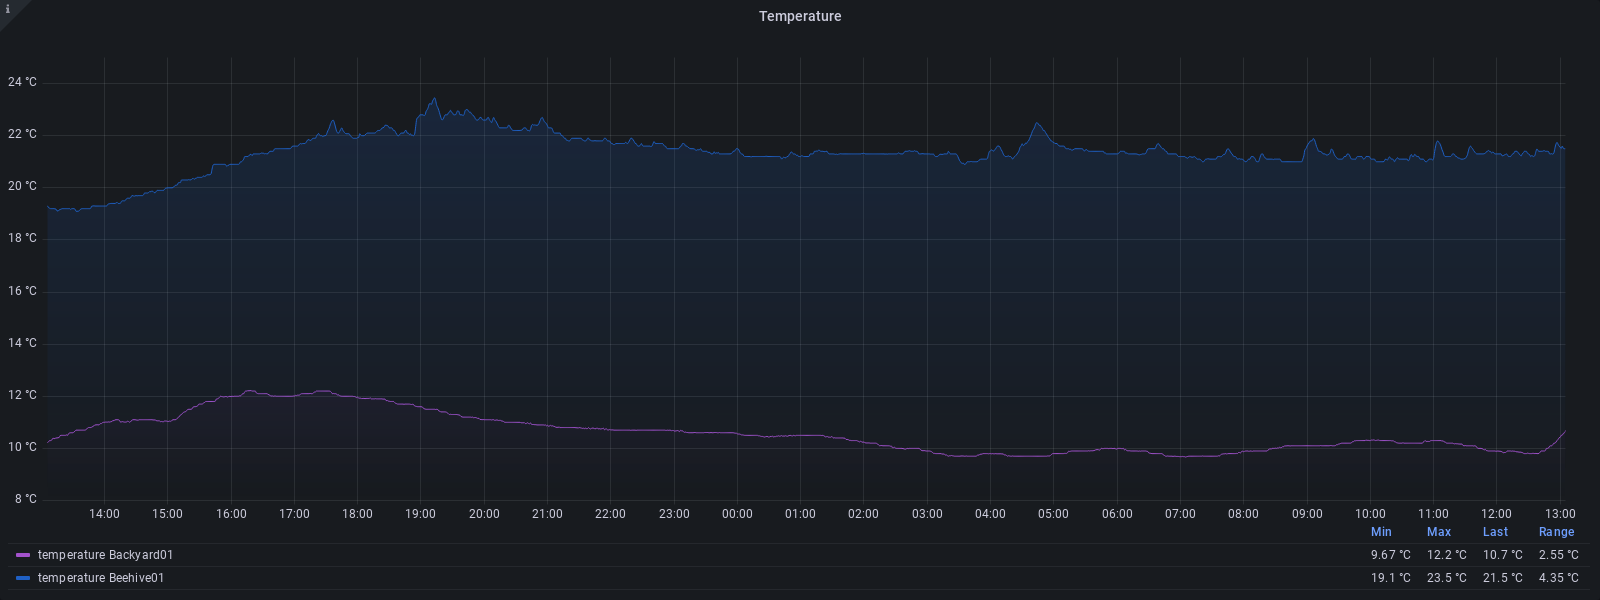 i
Temperature
24 °C
22 °C
20 °C
18 °C
16 °C
14 °C
12 °C
10 °C
8 °C
14:00 15:00 16:00 17:00 18:00 19:00 20:00 21:00 22:00 23:00 00:00 01:00 02:00 03:00 04:00 05:00 06:00 07:00 08:00 09:00 10:00 11:00 12:00 13:00
Min Max Last Range
temperature Backyard01 9.67 °C 12.2 °C 10.7 °C 2.55 °C
temperature Beehive01 19.1 °C 23.5 °C 21.5 °C 4.35 °C